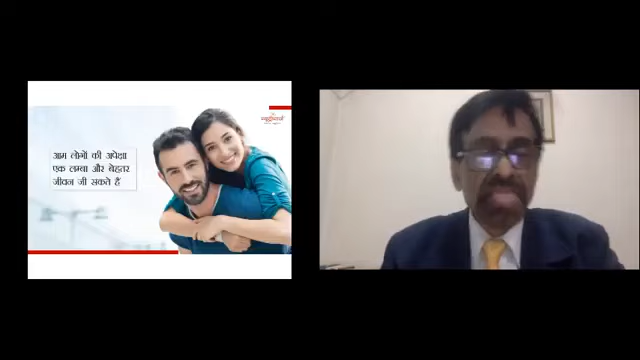 आम लोगों की अपेक्षा
एक लम्बा और बेहतर
जीवन जी सकते हैं